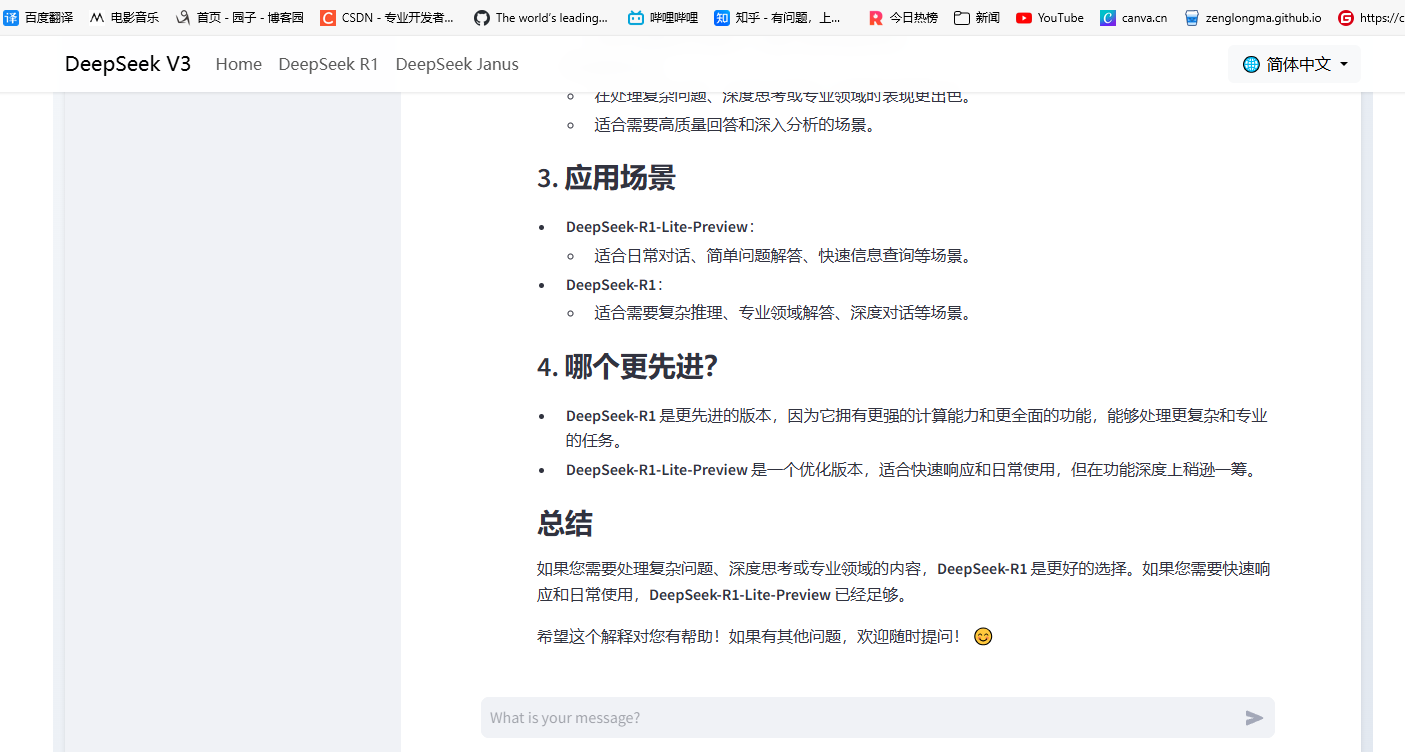 译 百度翻译 电影音乐 首页 - 园子 - 博客园 C CSDN - 专业开发者... The world's leading... 哔哩哔哩 知 知乎 - 有问题，上... R 今日热榜 新闻 YouTube C canva.cn zenglongma.github.io G https://c
DeepSeek V3 Home DeepSeek R1 DeepSeek Janus 简体中文
在处理复杂问题、深度思考或专业领域时表现更出色。
适合需要高质量回答和深入分析的场景。
3. 应用场景
DeepSeek-R1-Lite-Preview：
适合日常对话、简单问题解答、快速信息查询等场景。
DeepSeek-R1：
适合需要复杂推理、专业领域解答、深度对话等场景。
4. 哪个更先进？
DeepSeek-R1 是更先进的版本，因为它拥有更强的计算能力和更全面的功能，能够处理更复杂和专业
的任务。
DeepSeek-R1-Lite-Preview 是一个优化版本，适合快速响应和日常使用，但在功能深度上稍逊一筹。
总结
如果您需要处理复杂问题、深度思考或专业领域的内容，DeepSeek-R1 是更好的选择。如果您需要快速响
应和日常使用，DeepSeek-R1-Lite-Preview 已经足够。
希望这个解释对您有帮助！如果有其他问题，欢迎随时提问！ 😊
What is your message?